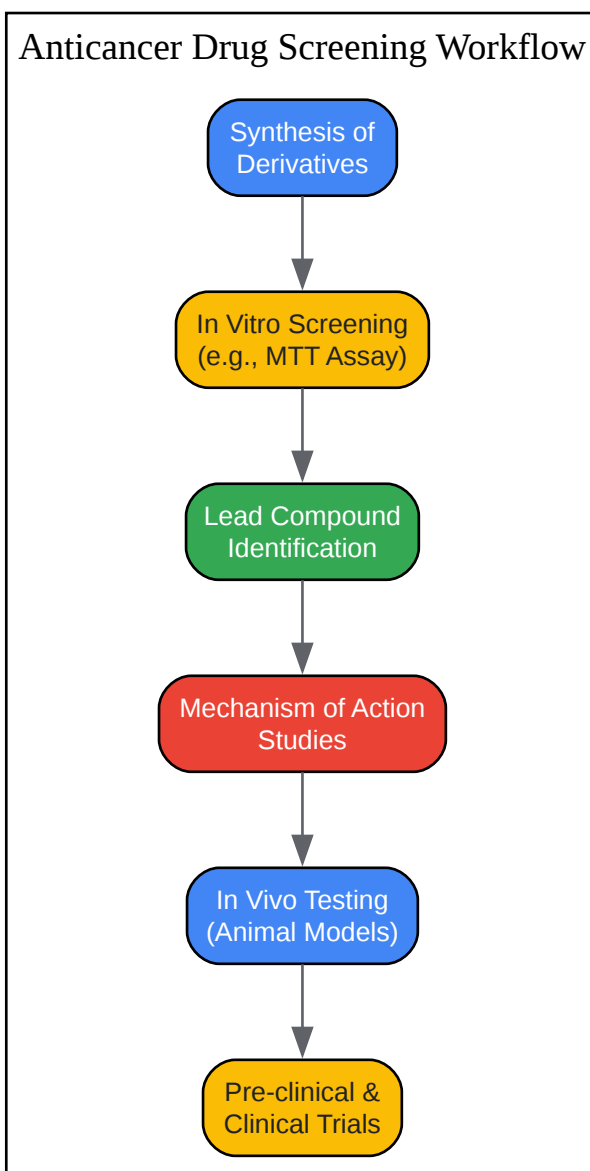 Anticancer Drug Screening Workflow
Synthesis of
Derivatives
In Vitro Screening
(e.g., MTT Assay)
Lead Compound
Identification
Mechanism of Action
Studies
In Vivo Testing
(Animal Models)
Pre-clinical &
Clinical Trials